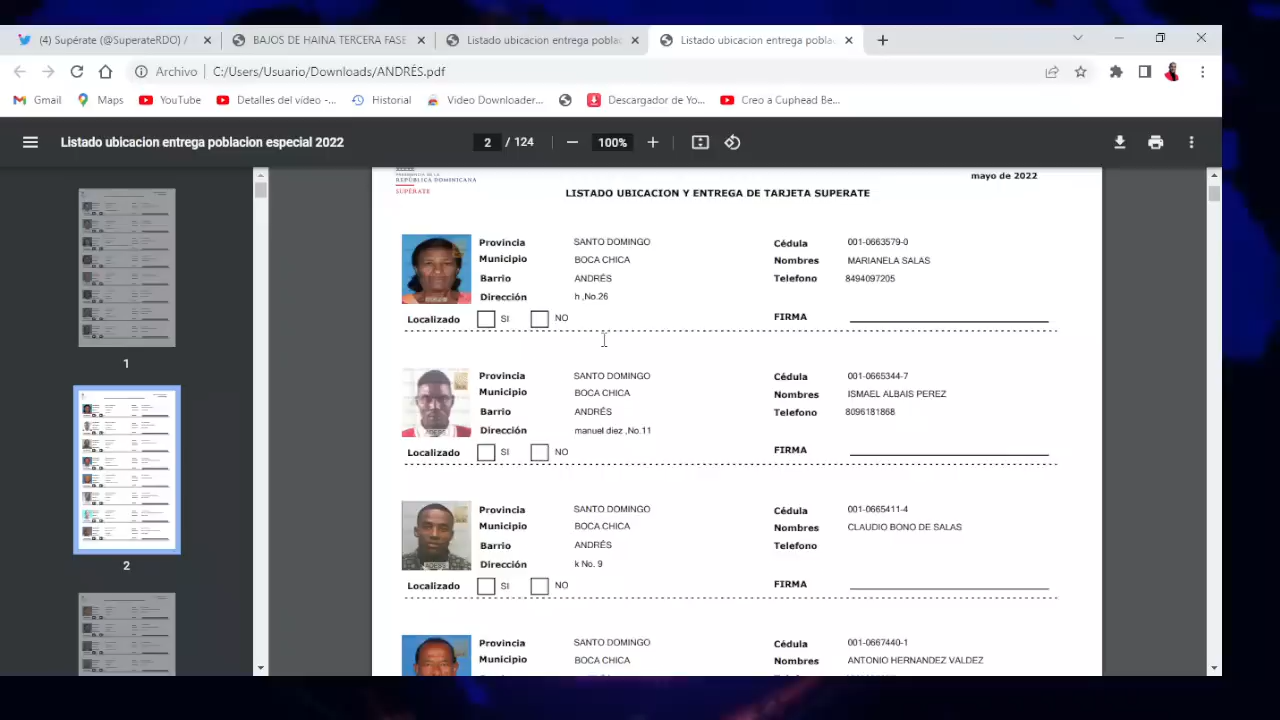 (4) Supérate (@SuperateRDO) /
BAJOS DE HAINA TERCERA FASE
Listado ubicacion entrega poblac
Listado ubicacion entrega pobla
Archivo C:/Users/Usuario/Downloads/ANDRÉS.pdf
Gmail Maps YouTube Detalles del vídeo -... Historial Video Downloader... Descargador de Yo... Creo a Cuphead Be...
Listado ubicacion entrega poblacion especial 2022
2 / 124
100%
REPÚBLICA DOMINICANA
SUPÉRATE
mayo de 2022
LISTADO UBICACION Y ENTREGA DE TARJETA SUPERATE
Provincia SANTO DOMINGO Cédula 001-0663579-0
Municipio BOCA CHICA Nombres MARIANELA SALAS
Barrio ANDRÉS Telefono 8494097205
Dirección h ,No.26
Localizado SI NO FIRMA
Provincia SANTO DOMINGO Cédula 001-0665344-7
Municipio BOCA CHICA Nombres ISMAEL ALBAIS PEREZ
Barrio ANDRÉS Telefono 8096181868
Dirección manuel diez ,No.11
Localizado SI NO FIRMA
Provincia SANTO DOMINGO Cédula 001-0665411-4
Municipio BOCA CHICA Nombres CLAUDIO BONO DE SALAS
Barrio ANDRÉS Telefono
Dirección k No. 9
Localizado SI NO FIRMA
Provincia SANTO DOMINGO Cédula 001-0667440-1
Municipio BOCA CHICA Nombres ANTONIO HERNANDEZ VALDEZ
1
2